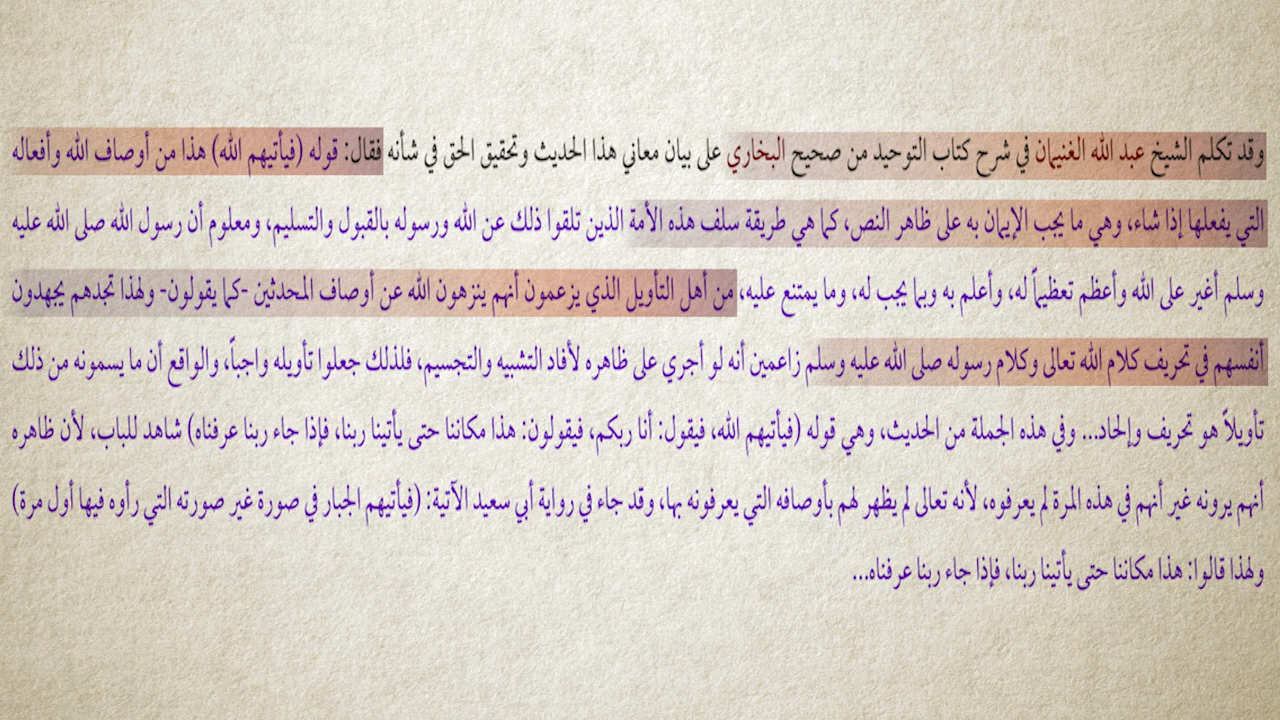 وقد تكلم الشيخ عبد الله الغنيمان في شرح كتاب التوحيد من صحيح البخاري على بيان معاني هذا الحديث وتحقيق الحق في شأنه فقال: قوله (فيأتيهم الله) هذا من أوصاف الله وأفعاله
التي يفعلها إذا شاء، وهي ما يجب الإيمان به على ظاهر النص، كما هي طريقة سلف هذه الأمة الذين تلقوا ذلك عن الله ورسوله بالقبول والتسليم، ومعلوم أن رسول الله صلى الله عليه
وسلم أغير على الله وأعظم تعظيماً له، وأعلم به وبما يجب له، وما يمتنع عليه، من أهل التأويل الذي يزعمون أنهم ينزهون الله عن أوصاف المحدثين -كما يقولون- ولهذا تجدهم يجهدون
أنفسهم في تحريف كلام الله تعالى وكلام رسوله صلى الله عليه وسلم زاعمين أنه لو أجري على ظاهره لأفاد التشبيه والتجسيم، فلذلك جعلوا تأويله واجباً، والواقع أن ما يسمونه من ذلك
تأويلاً هو تحريف وإلحاد... وفي هذه الجملة من الحديث، وهي قوله (فيأتيهم الله، فيقول: أنا ربكم، فيقولون: هذا مكاننا حتى يأتينا ربنا، فإذا جاء ربنا عرفناه) شاهد للباب، لأن ظاهره
أنهم يرونه غير أنهم في هذه المرة لم يعرفوه، لأنه تعالى لم يظهر لهم بأوصافه التي يعرفونه بها، وقد جاء في رواية أبي سعيد الآتية: (فيأتيهم الجبار في صورة غير صورته التي رأوه فيها أول مرة)
ولهذا قالوا: هذا مكاننا حتى يأتينا ربنا، فإذا جاء ربنا عرفناه...